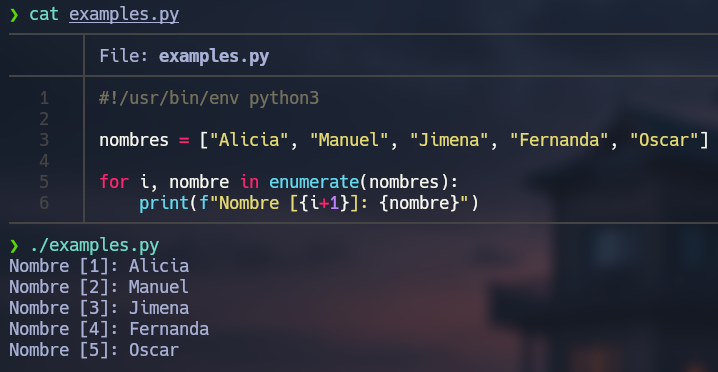 ❯ cat examples.py
File: examples.py
1 #!/usr/bin/env python3
2
3 nombres = ["Alicia", "Manuel", "Jimena", "Fernanda", "Oscar"]
4
5 for i, nombre in enumerate(nombres):
6     print(f"Nombre [{i+1}]: {nombre}")
❯ ./examples.py
Nombre [1]: Alicia
Nombre [2]: Manuel
Nombre [3]: Jimena
Nombre [4]: Fernanda
Nombre [5]: Oscar